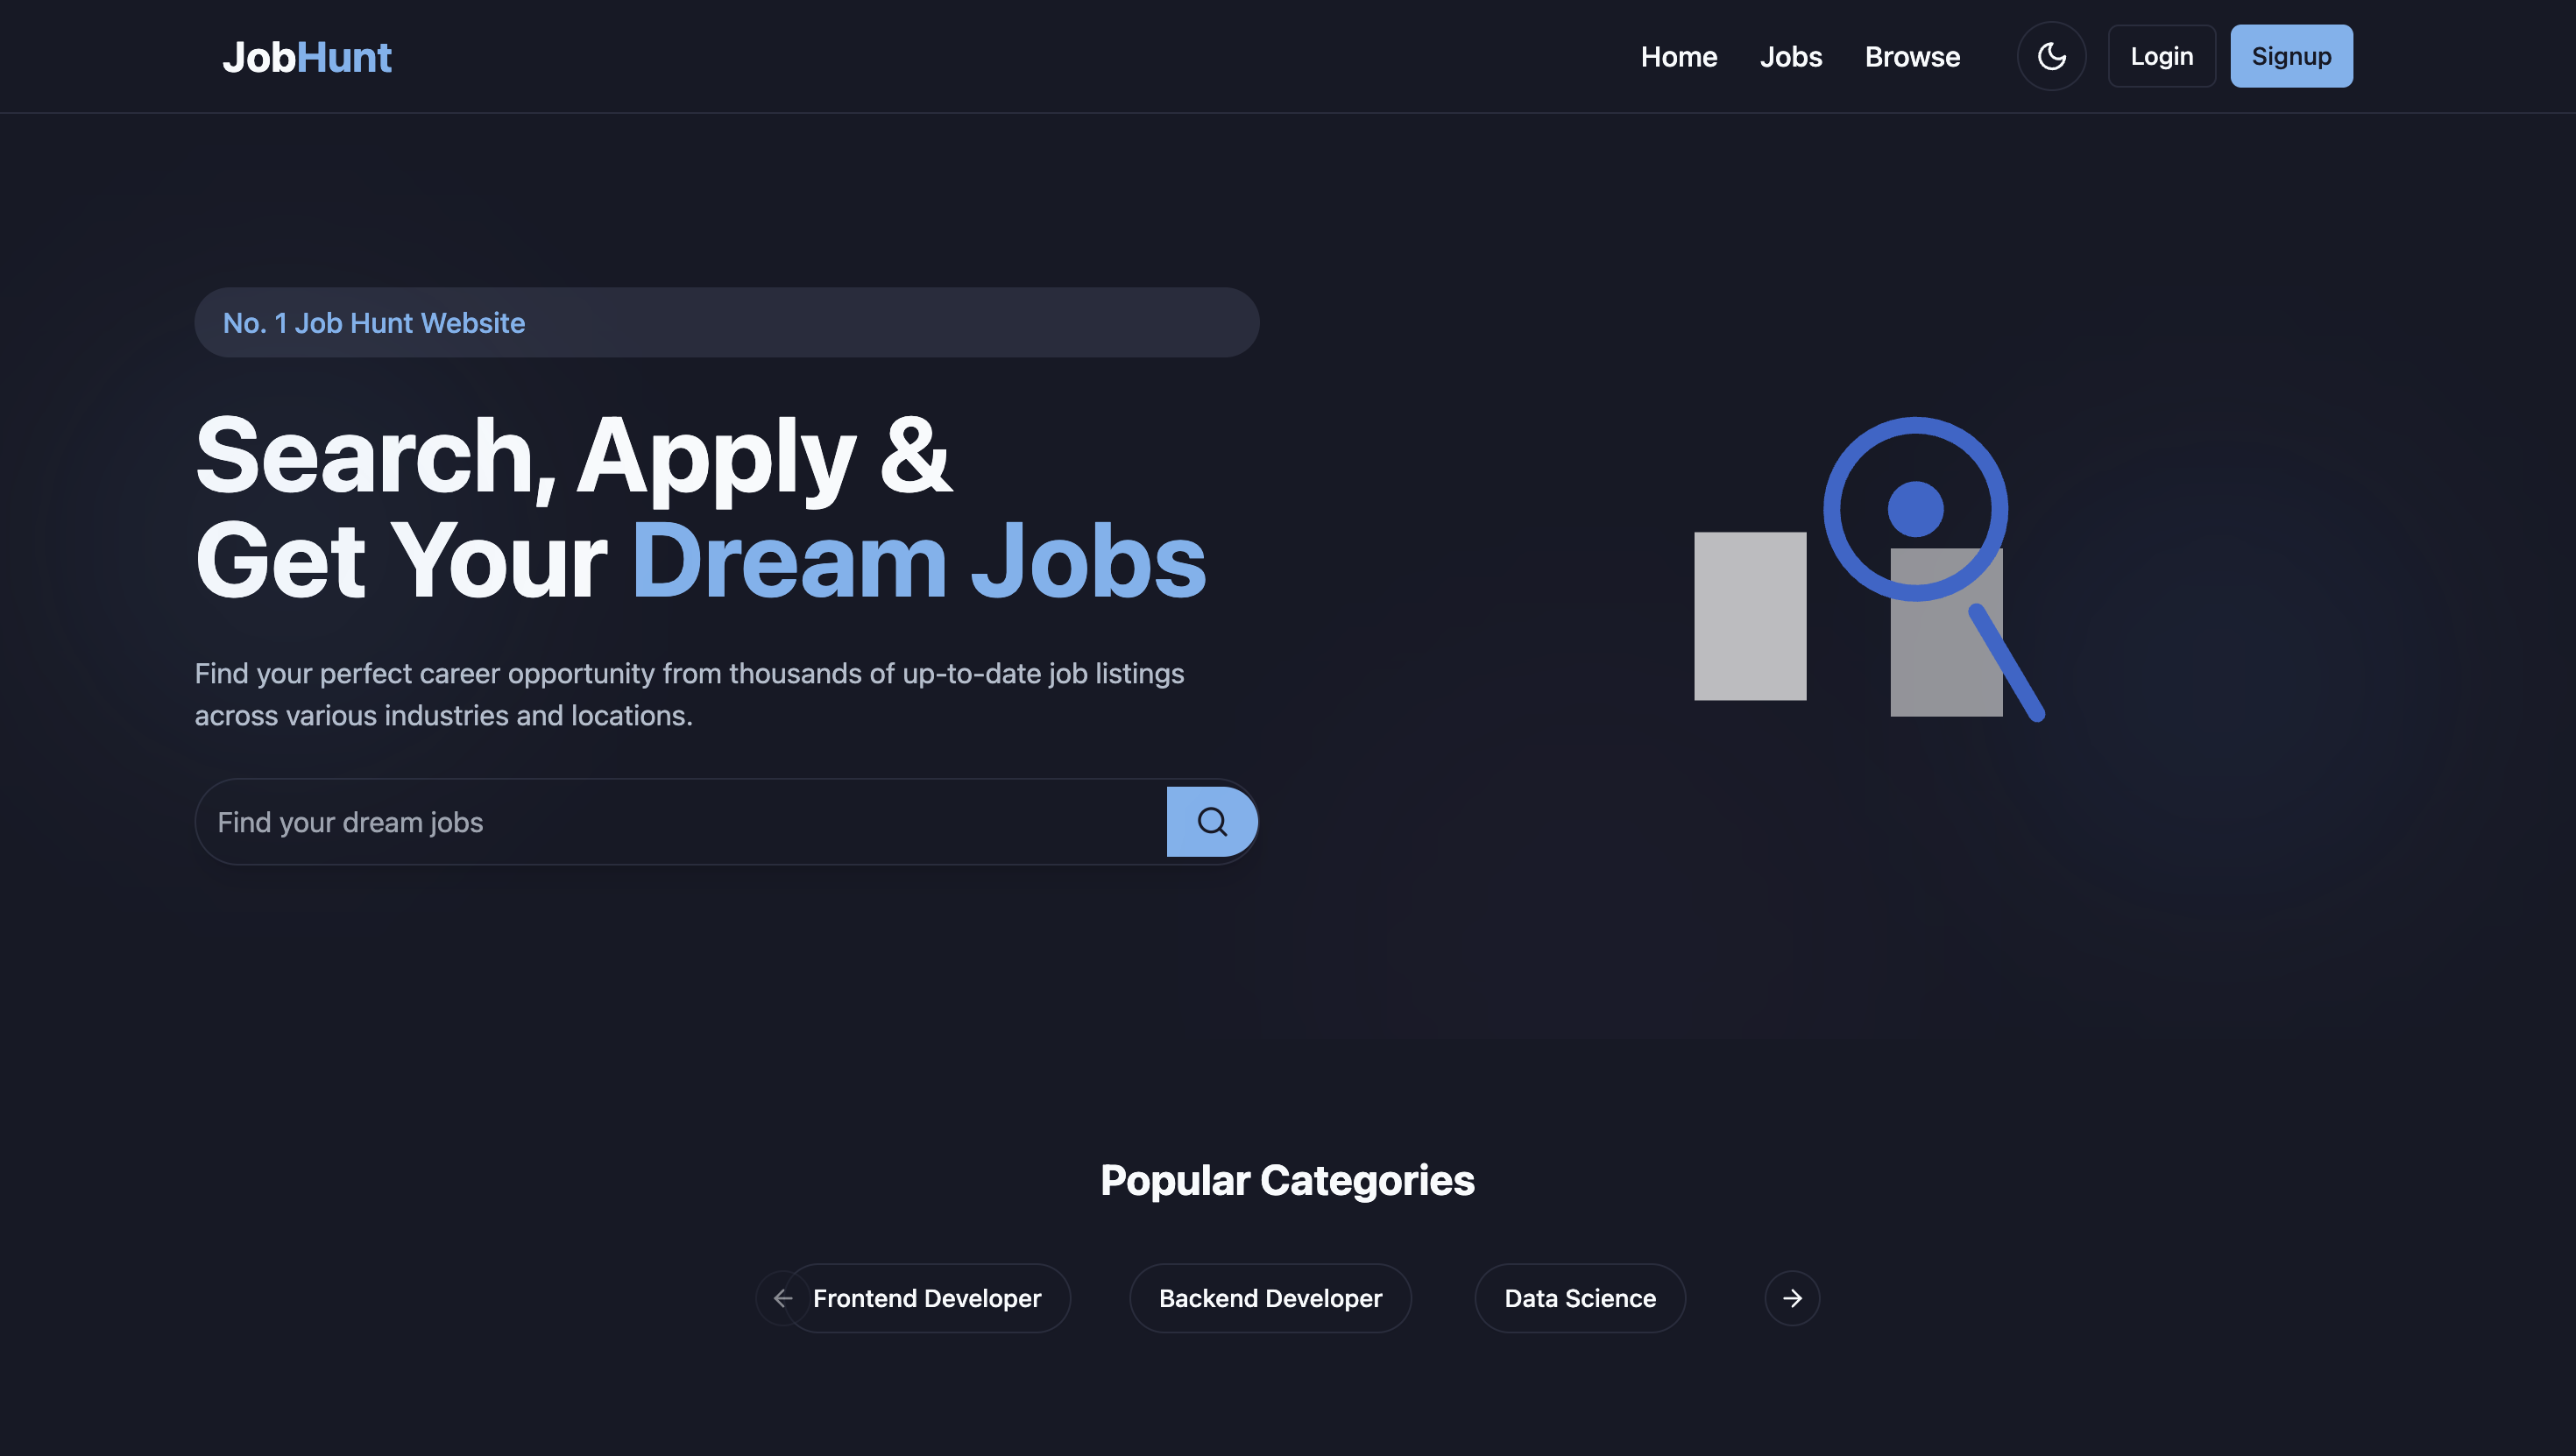 JobHunt
Home
Jobs
Browse
Login
Signup
No. 1 Job Hunt Website
Search, Apply &
Get Your Dream Jobs
Find your perfect career opportunity from thousands of up-to-date job listings
across various industries and locations.
Find your dream jobs
Popular Categories
Frontend Developer
Backend Developer
Data Science